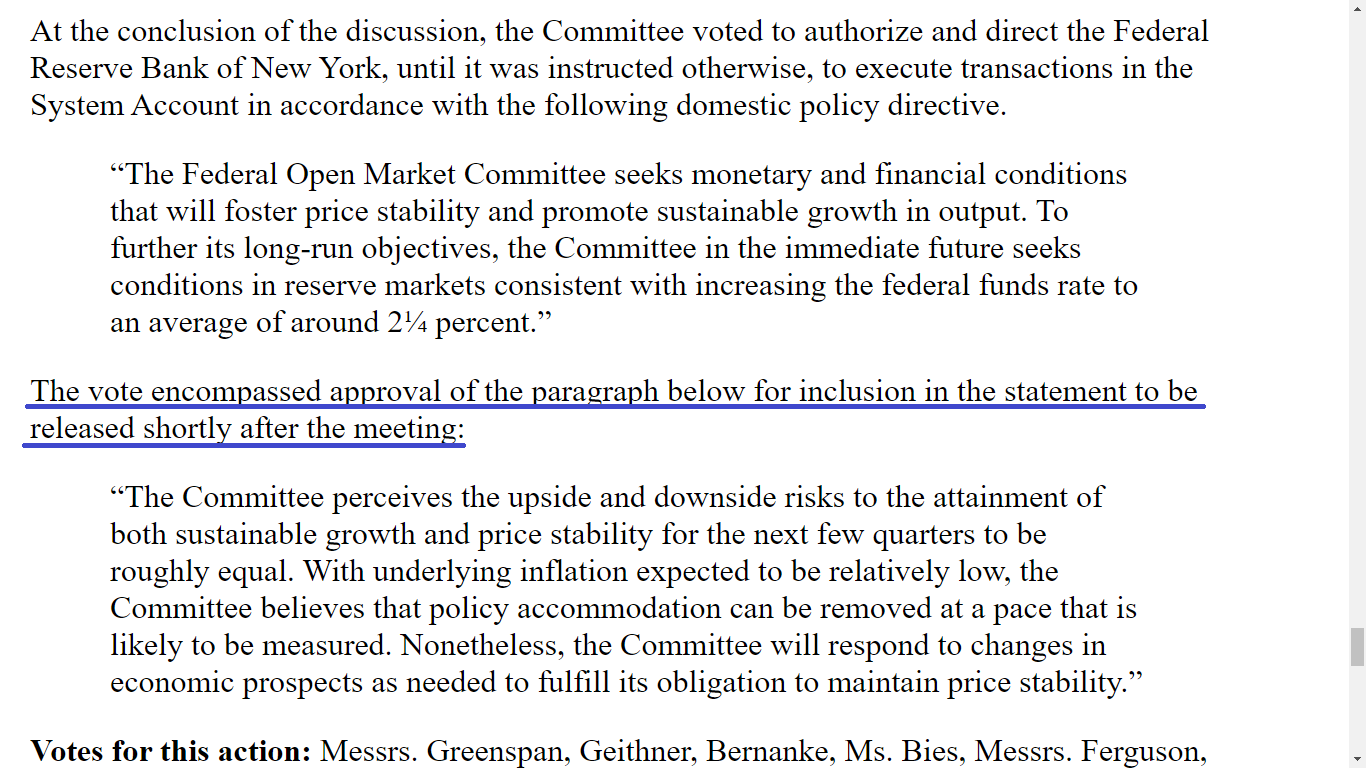 At the conclusion of the discussion, the Committee voted to authorize and direct the Federal
Reserve Bank of New York, until it was instructed otherwise, to execute transactions in the
System Account in accordance with the following domestic policy directive.
“The Federal Open Market Committee seeks monetary and financial conditions
that will foster price stability and promote sustainable growth in output. To
further its long-run objectives, the Committee in the immediate future seeks
conditions in reserve markets consistent with increasing the federal funds rate to
an average of around 2¼ percent.”
The vote encompassed approval of the paragraph below for inclusion in the statement to be
released shortly after the meeting:
“The Committee perceives the upside and downside risks to the attainment of
both sustainable growth and price stability for the next few quarters to be
roughly equal. With underlying inflation expected to be relatively low, the
Committee believes that policy accommodation can be removed at a pace that is
likely to be measured. Nonetheless, the Committee will respond to changes in
economic prospects as needed to fulfill its obligation to maintain price stability.”
Votes for this action: Messrs. Greenspan, Geithner, Bernanke, Ms. Bies, Messrs. Ferguson,